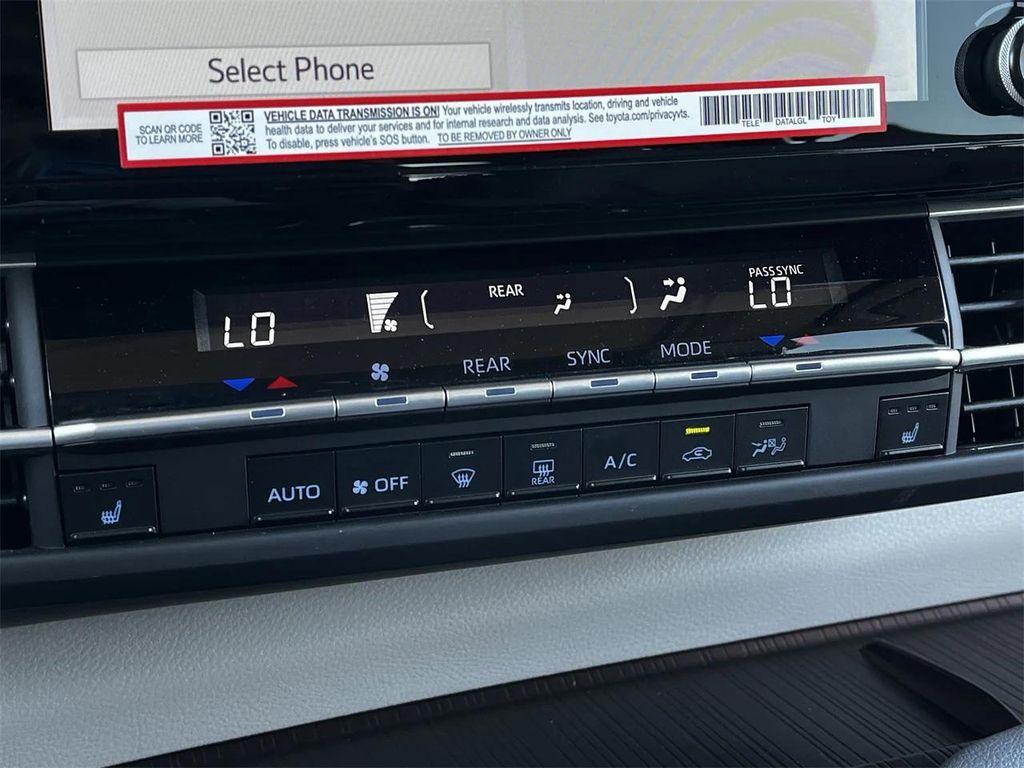 Select Phone
SCAN QR CODE
TO LEARN MORE
VEHICLE DATA TRANSMISSION IS ON! Your vehicle wirelessly transmits location, driving and vehicle
health data to deliver your services and for internal research and data analysis. See toyota.com/privacyvts.
To disable, press vehicle's SOS button. TO BE REMOVED BY OWNER ONLY
TELE DATALGL TOY
LO
REAR
PASS SYNC
LO
REAR
SYNC
MODE
AUTO
OFF
REAR
A/C